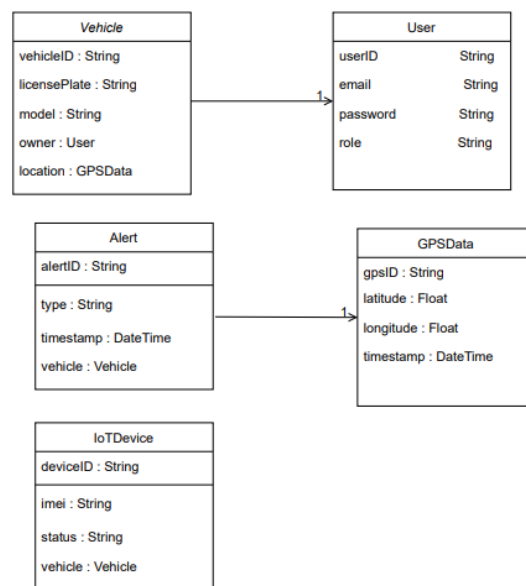 Vehicle
vehicleID : String
licensePlate : String
model : String
owner : User
location : GPSData
1
User
userID String
email String
password String
role String
Alert
alertID : String
type : String
timestamp : DateTime
vehicle : Vehicle
1
GPSData
gpsID : String
latitude : Float
longitude : Float
timestamp : DateTime
IoTDevice
deviceID : String
imei : String
status : String
vehicle : Vehicle